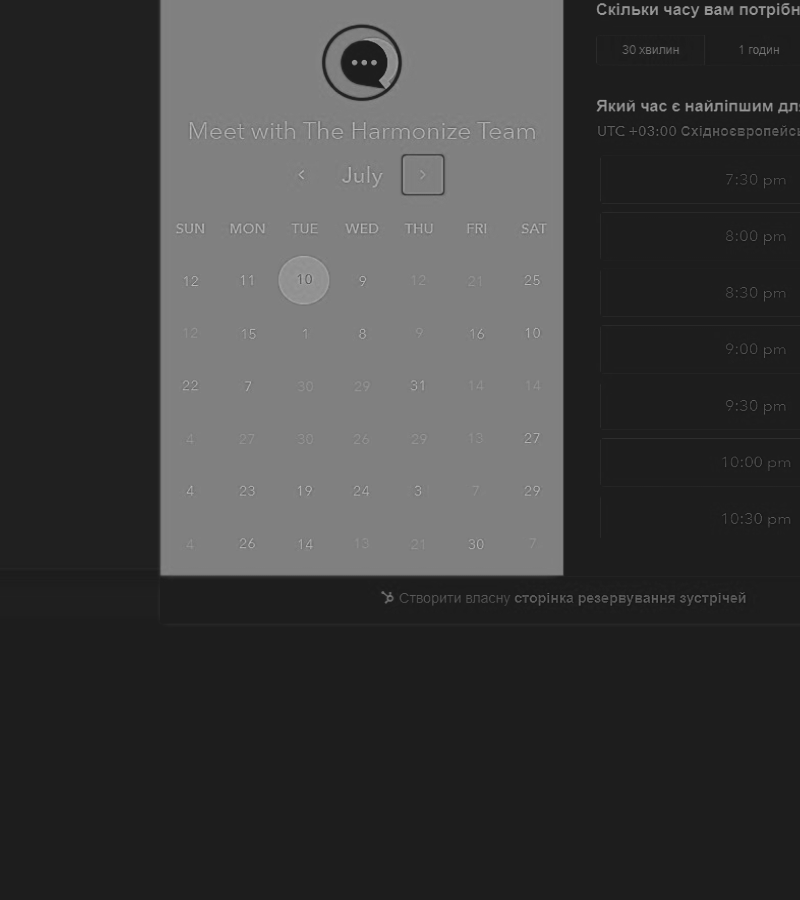 Meet with The Harmonize Team
July
SUN MON TUE WED THU FRI SAT
12 11 10 9 12 21 25
12 15 1 8 9 16 10
22 7 30 29 31 14 14
4 27 30 26 29 13 27
4 23 19 24 3 7 29
4 26 14 13 21 30 7
Скільки часу вам
30 хвилин 1 годин
Який час є найліпшим
UTC +03:00
7:30 pm
8:00 pm
8:30 pm
9:00 pm
9:30 pm
10:00 pm
10:30 pm
Створити власну сторінка резервування зустрічей